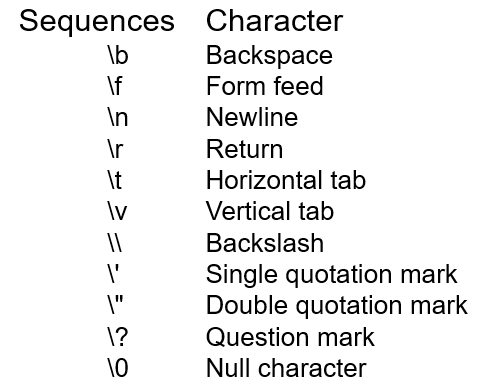 Sequences Character
\b Backspace
\f Form feed
\n Newline
\r Return
\t Horizontal tab
\v Vertical tab
\\ Backslash
\' Single quotation mark
\" Double quotation mark
\? Question mark
\0 Null character